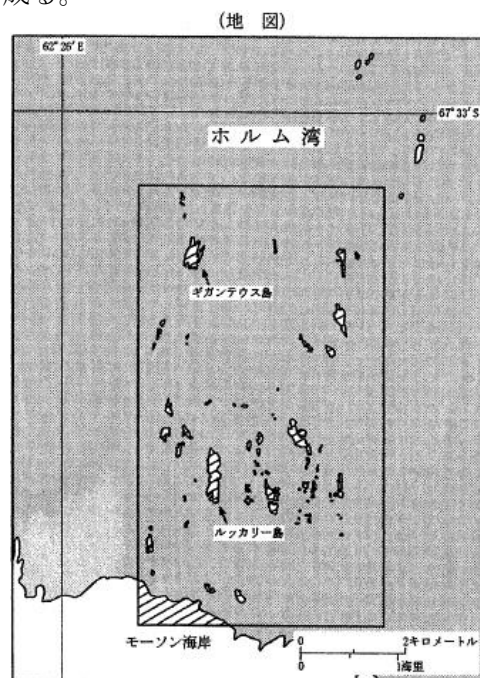 成る。
(地 図)
62°26′E
67°33′S
ホルム湾
ギガンテウス島
ルッカリー島
モーソン海岸
0 2キロメートル
1海里